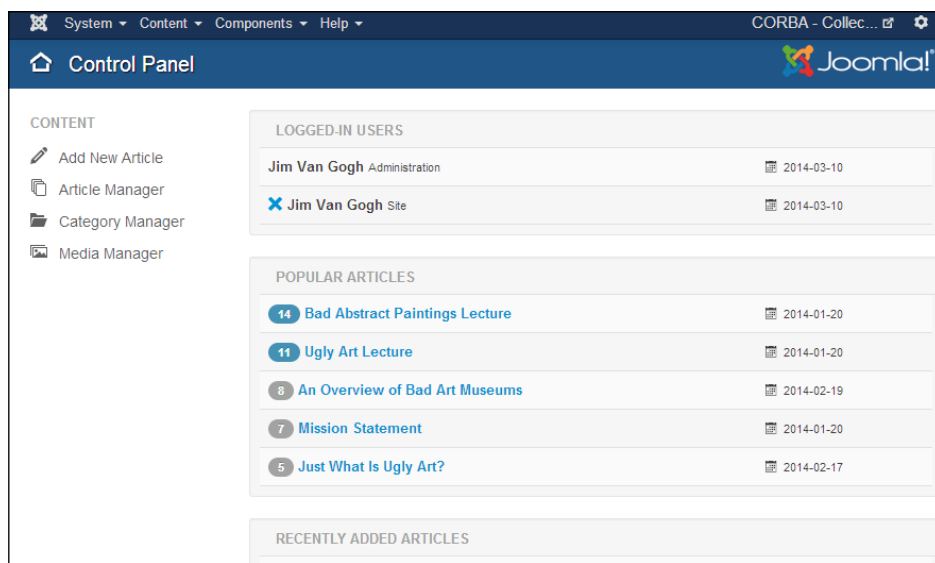 System Content Components Help CORBA - Collec...
Control Panel Joomla!
CONTENT
Add New Article
Article Manager
Category Manager
Media Manager
LOGGED-IN USERS
Jim Van Gogh Administration 2014-03-10
Jim Van Gogh Site 2014-03-10
POPULAR ARTICLES
14 Bad Abstract Paintings Lecture 2014-01-20
11 Ugly Art Lecture 2014-01-20
8 An Overview of Bad Art Museums 2014-02-19
7 Mission Statement 2014-01-20
5 Just What Is Ugly Art? 2014-02-17
RECENTLY ADDED ARTICLES